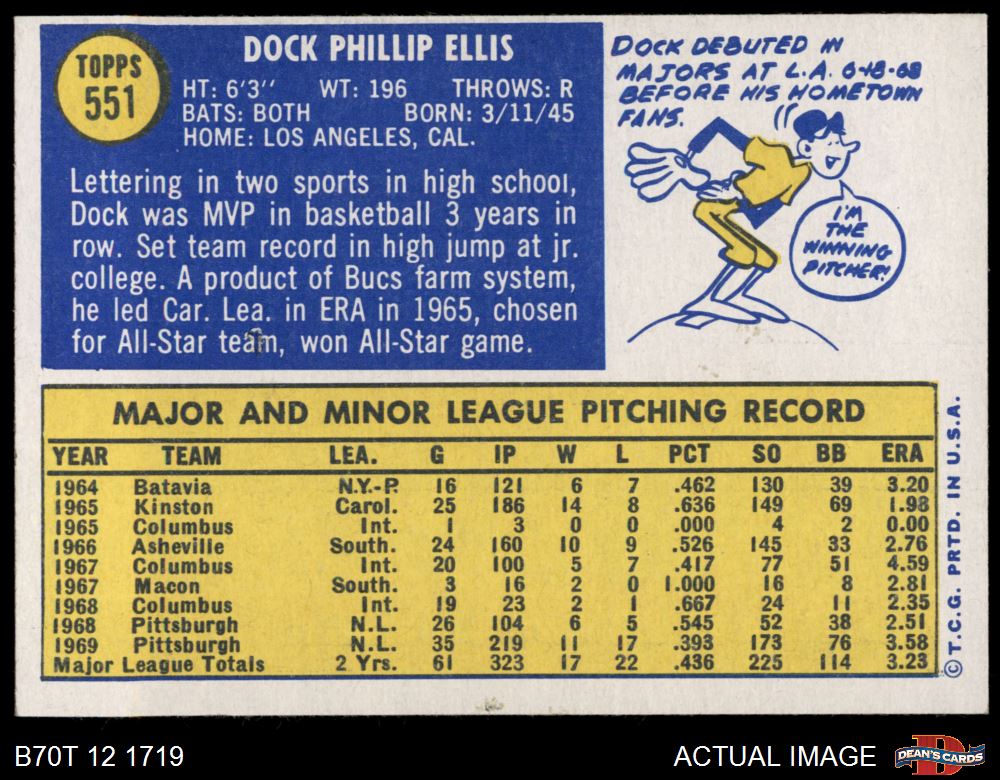 TOPPS
551
DOCK PHILLIP ELLIS
HT: 6'3" WT: 196 THROWS: R
BATS: BOTH BORN: 3/11/45
HOME: LOS ANGELES, CAL.
Lettering in two sports in high school,
Dock was MVP in basketball 3 years in
row. Set team record in high jump at jr.
college. A product of Bucs farm system,
he led Car. Lea. in ERA in 1965, chosen
for All-Star team, won All-Star game.
DOCK DEBUTED IN
MAJORS AT L.A. 6-18-68
BEFORE HIS HOMETOWN
FANS.
I'M
THE
WINNING
PITCHER!
MAJOR AND MINOR LEAGUE PITCHING RECORD
YEAR TEAM LEA. G IP W L PCT SO BB ERA
1964 Batavia N.Y.-P. 16 121 6 7 .462 130 39 3.20
1965 Kinston Carol. 25 186 14 8 .636 149 69 1.98
1965 Columbus Int. 1 3 0 0 .000 4 2 0.00
1966 Asheville South. 24 160 10 9 .526 145 33 2.76
1967 Columbus Int. 20 100 5 7 .417 77 51 4.59
1967 Macon South. 3 16 2 0 1.000 16 8 2.81
1968 Columbus Int. 19 23 2 1 .667 24 11 2.35
1968 Pittsburgh N.L. 26 104 6 5 .545 52 38 2.51
1969 Pittsburgh N.L. 35 219 11 17 .393 173 76 3.58
Major League Totals 2 Yrs. 61 323 17 22 .436 225 114 3.23
© T.C.G. PRTD. IN U.S.A.
B70T 12 1719
ACTUAL IMAGE
DEAN'S CARDS